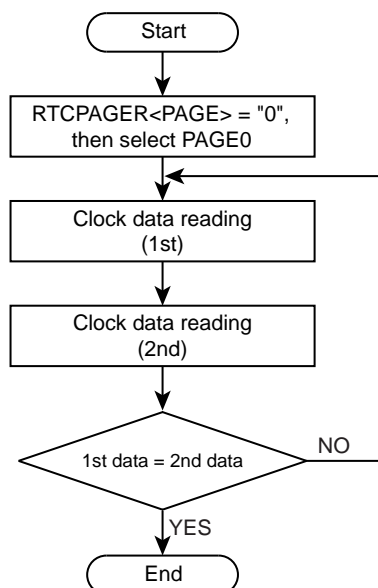 Start
RTCPAGER<PAGE> = "0",
then select PAGE0
Clock data reading
(1st)
Clock data reading
(2nd)
1st data = 2nd data
NO
YES
End